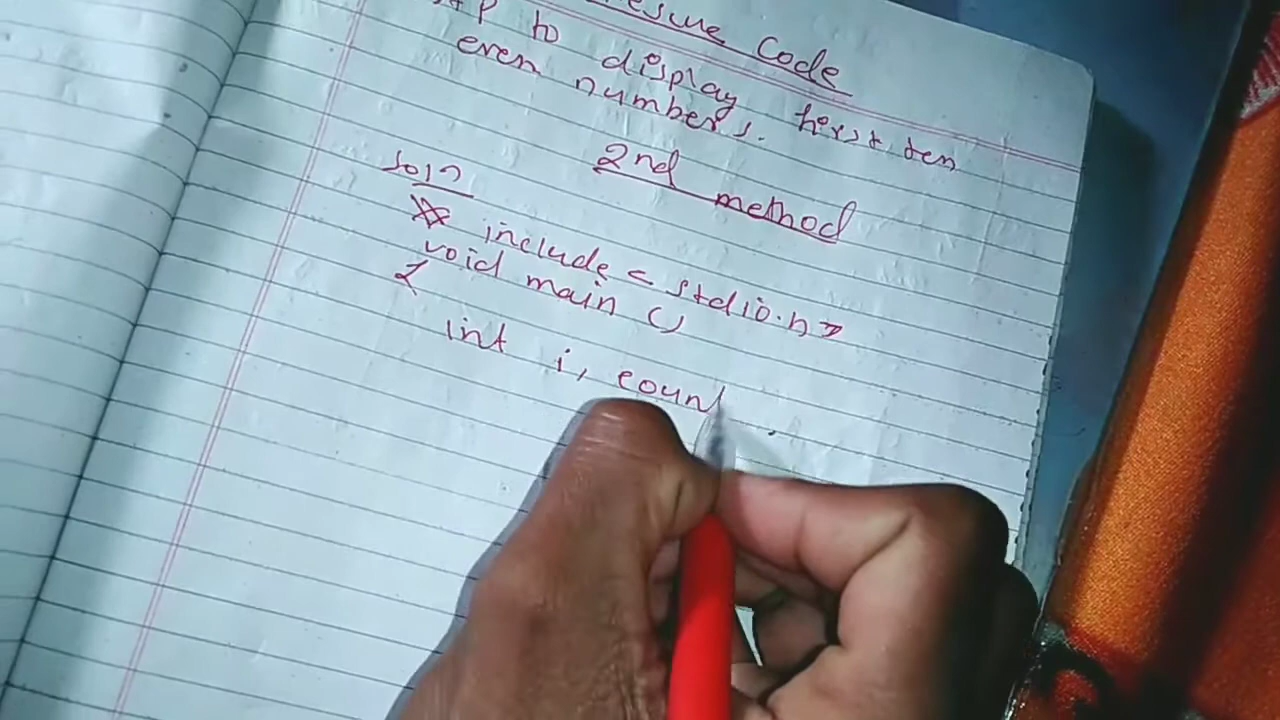 Code
to display first ten
even numbers.
2nd method
Soln
# include < stdio.h >
void main ()
{
int i, count